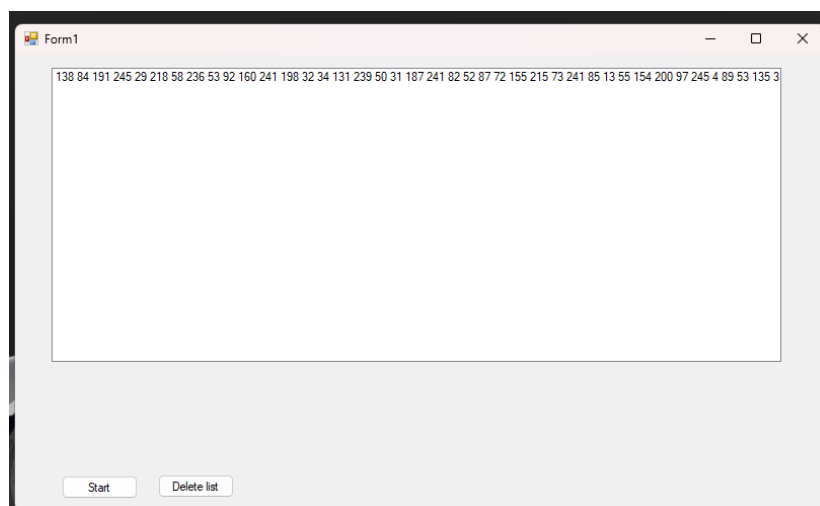 Form1
138 84 191 245 29 218 58 236 53 92 160 241 198 32 34 131 239 50 31 187 241 82 52 87 72 155 215 73 241 85 13 55 154 200 97 245 4 89 53 135 3
Start
Delete list